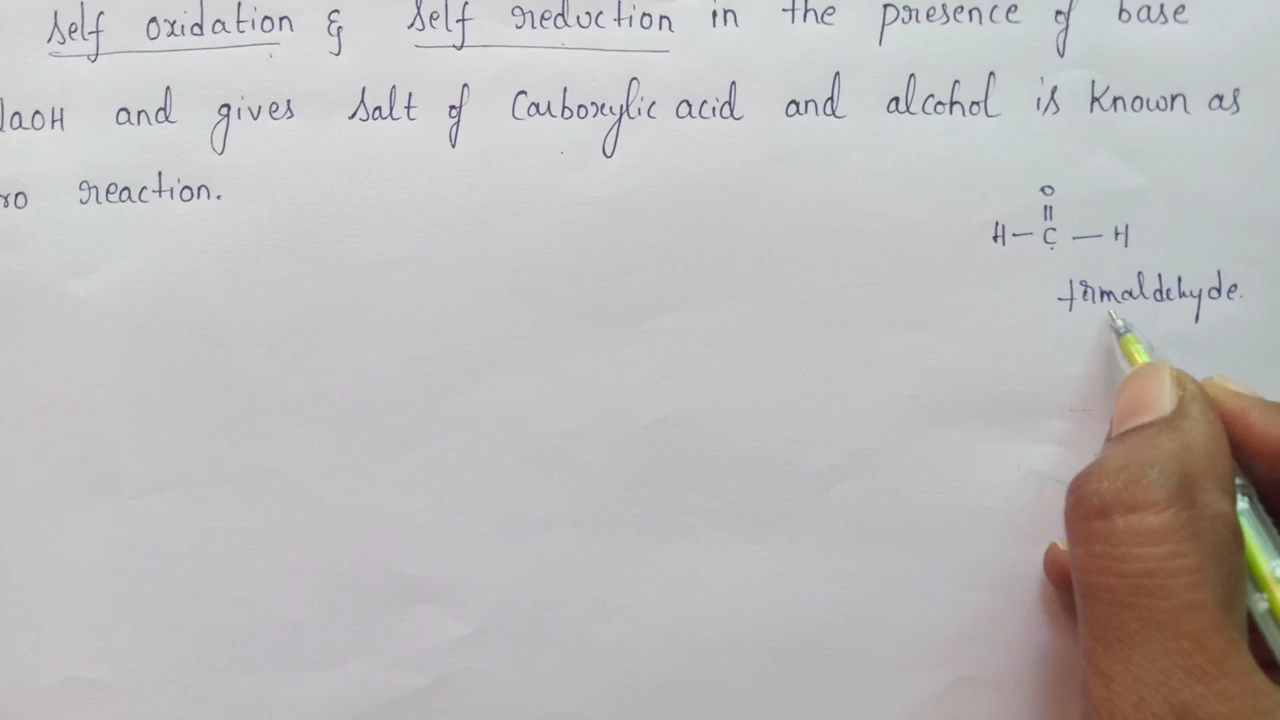 self oxidation & self reduction in the presence of base
NaOH and gives salt of Carboxylic acid and alcohol is known as
ro reaction.
O
||
H – C – H
formaldehyde.